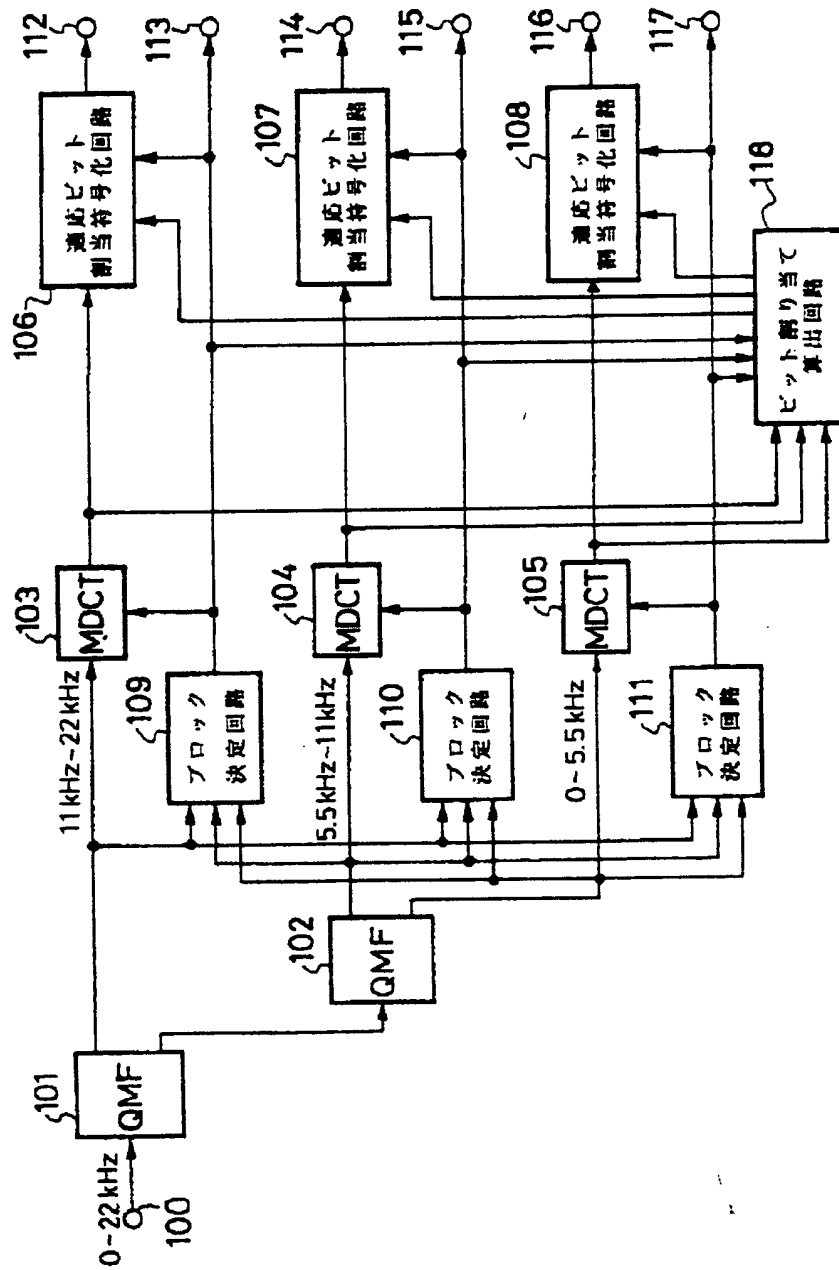 0~22kHz
100
101
QMF
102
QMF
11kHz~22kHz
5.5kHz~11kHz
0~5.5kHz
109
ブロック
決定回路
110
ブロック
決定回路
111
ブロック
決定回路
103
MDCT
104
MDCT
105
MDCT
106
適応ビット
割当符号化回路
107
適応ビット
割当符号化回路
108
適応ビット
割当符号化回路
118
ビット割り当て
算出回路
112
113
114
115
116
117